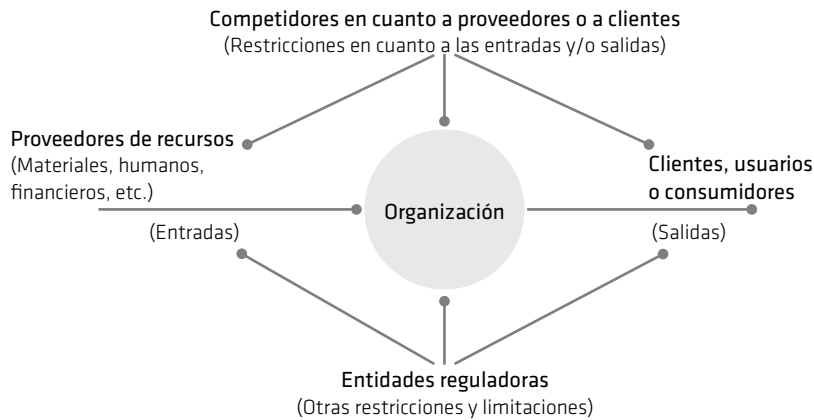 Competidores en cuanto a proveedores o a clientes
(Restricciones en cuanto a las entradas y/o salidas)
Proveedores de recursos
(Materiales, humanos,
financieros, etc.)
Clientes, usuarios
o consumidores
Organización
(Entradas)
(Salidas)
Entidades reguladoras
(Otras restricciones y limitaciones)